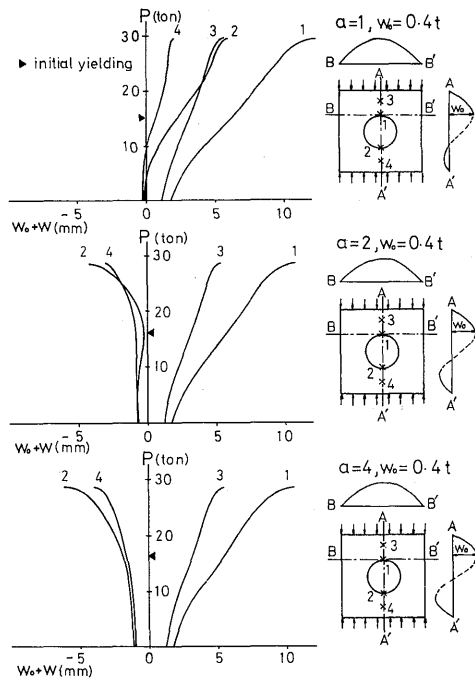 P(ton)
30
20
10
4 3 2 1
► initial yielding
-5 0 5 10
W₀+W(mm)
a=1, w₀=0.4t
B B'
A
B B'
3
1
2
4
A'
A
w₀
A'
P(ton)
30
20
10
2 4 3 1
-5 0 5 10
W₀+W(mm)
a=2, w₀=0.4t
B B'
A
B B'
3
1
2
4
A'
A
w₀
A'
P(ton)
30
20
10
2 4 3 1
-5 0 5 10
W₀+W(mm)
a=4, w₀=0.4t
B B'
A
B B'
3
1
2
4
A'
A
w₀
A'